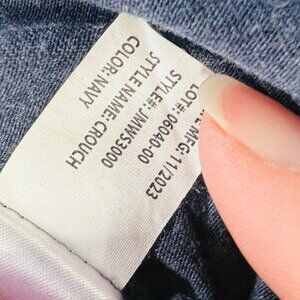 LOT#: 06040-00
MFG: 11/2023
STYLE#: JMWS3000
STYLE NAME: CROUCH
COLOR: NAVY